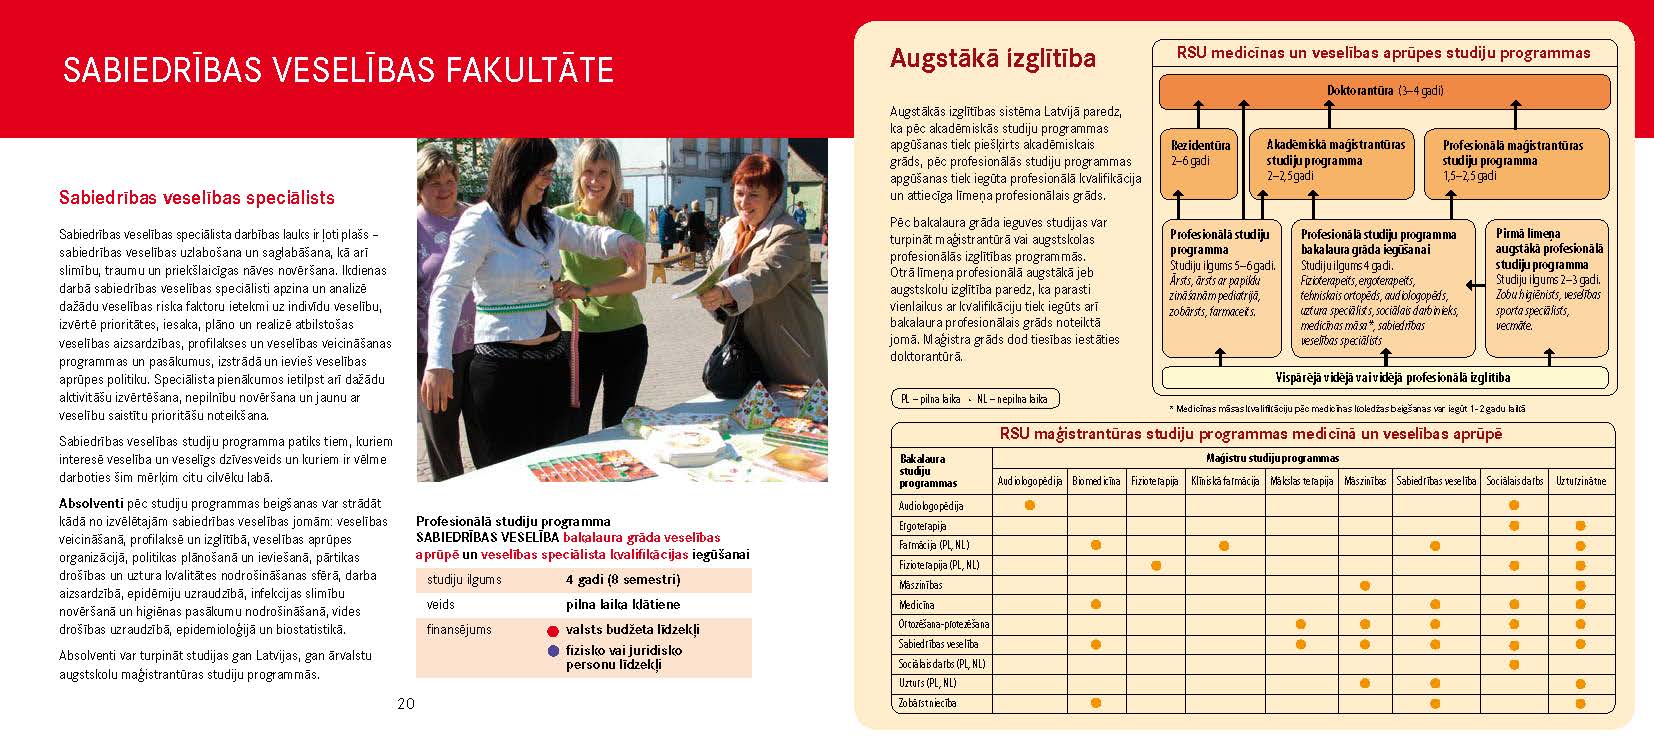 SABIEDRĪBAS VESELĪBAS FAKULTĀTE
Sabiedrības veselības speciālists
Sabiedrības veselības speciālista darbības lauks ir ļoti plašs –
sabiedrības veselības uzlabošana un saglabāšana, kā arī
slimību, traumu un priekšlaicīgas nāves novēršana. Ikdienas
darbā sabiedrības veselības speciālisti apzina un analizē
dažādu veselības riska faktoru ietekmi uz indivīdu veselību,
izvērtē prioritātes, iesaka, plāno un realizē atbilstošas
veselības aizsardzības, profilakses un veselības veicināšanas
programmas un pasākumus, izstrādā un ievieš veselības
aprūpes politiku. Speciālista pienākumos ietilpst arī dažādu
aktivitāšu izvērtēšana, nepilnību novēršana un jaunu ar
veselību saistītu prioritāšu noteikšana.
Sabiedrības veselības studiju programma patiks tiem, kuriem
interesē veselība un veselīgs dzīvesveids un kuriem ir vēlme
darboties šim mērķim citu cilvēku labā.
Absolventi pēc studiju programmas beigšanas var strādāt
kādā no izvēlētajām sabiedrības veselības jomām: veselības
veicināšanā, profilaksē un izglītībā, veselības aprūpes
organizācijā, politikas plānošanā un ieviešanā, pārtikas
drošības un uztura kvalitātes nodrošināšanas sfērā, darba
aizsardzībā, epidēmiju uzraudzībā, infekcijas slimību
novēršanā un higiēnas pasākumu nodrošināšanā, vides
drošības uzraudzībā, epidemioloģijā un biostatistikā.
Absolventi var turpināt studijas gan Latvijas, gan ārvalstu
augstskolu maģistrantūras studiju programmās.
Profesionālā studiju programma
SABIEDRĪBAS VESELĪBA bakalaura grāda veselības
aprūpē un veselības speciālista kvalifikācijas iegūšanai
studiju ilgums 4 gadi (8 semestri)
veids pilna laika klātiene
finansējums valsts budžeta līdzekļi
fizisko vai juridisko
personu līdzekļi
20
Augstākā izglītība
Augstākās izglītības sistēma Latvijā paredz,
ka pēc akadēmiskās studiju programmas
apgūšanas tiek piešķirts akadēmiskais
grāds, pēc profesionālās studiju programmas
apgūšanas tiek iegūta profesionālā kvalifikācija
un attiecīga līmeņa profesionālais grāds.
Pēc bakalaura grāda ieguves studijas var
turpināt maģistrantūrā vai augstskolas
profesionālās izglītības programmās.
Otrā līmeņa profesionālā augstākā jeb
augstskolu izglītība paredz, ka parasti
vienlaikus ar kvalifikāciju tiek iegūts arī
bakalaura profesionālais grāds noteiktā
jomā. Maģistra grāds dod tiesības iestāties
doktorantūrā.
PL – pilna laika • NL – nepilna laika
RSU medicīnas un veselības aprūpes studiju programmas
Doktorantūra (3–4 gadi)
Rezidentūra
2–6 gadi
Akadēmiskā maģistrantūras
studiju programma
2–2,5 gadi
Profesionālā maģistrantūras
studiju programma
1,5–2,5 gadi
Profesionālā studiju
programma
Studiju ilgums 5–6 gadi.
Ārsts, ārsts ar papildu
zināšanām pediatrijā,
zobārsts, farmaceits.
Profesionālā studiju programma
bakalaura grāda iegūšanai
Studiju ilgums 4 gadi.
Fizioterapeits, ergoterapeits,
tehniskais ortopēds, audiologopēds,
uztura speciālists, sociālais darbinieks,
medicīnas māsa*, sabiedrības
veselības speciālists
Pirmā līmeņa
augstākā profesionālā
studiju programma
Studiju ilgums 2–3 gadi.
Zobu higiēnists, veselības
sporta speciālists,
vecmāte.
Vispārējā vidējā vai vidējā profesionālā izglītība
* Medicīnas māsas kvalifikāciju pēc medicīnas koledžas beigšanas var iegūt 1-2 gadu laikā
RSU maģistrantūras studiju programmas medicīnā un veselības aprūpē
Bakalaura
studiju
programmas
Maģistru studiju programmas
Audiologopēdija Biomedicīna Fizioterapija Klīniskā farmācija Mākslas terapija Māszinības Sabiedrības veselība Sociālais darbs Uzturzinātne
Audiologopēdija
Ergoterapija
Farmācija (PL, NL)
Fizioterapija (PL, NL)
Māszinības
Medicīna
Ortozēšana-protezēšana
Sabiedrības veselība
Sociālais darbs (PL, NL)
Uzturs (PL, NL)
Zobārstniecība